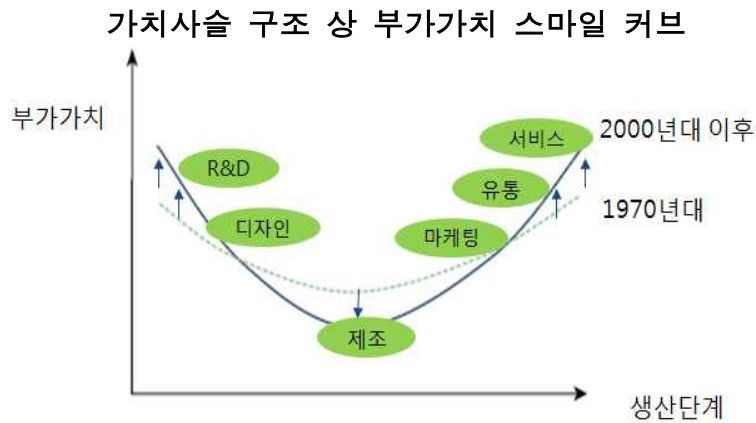 가치사슬 구조 상 부가가치 스마일 커브
부가가치
서비스
2000년대 이후
R&D
유통
1970년대
디자인
마케팅
제조
생산단계